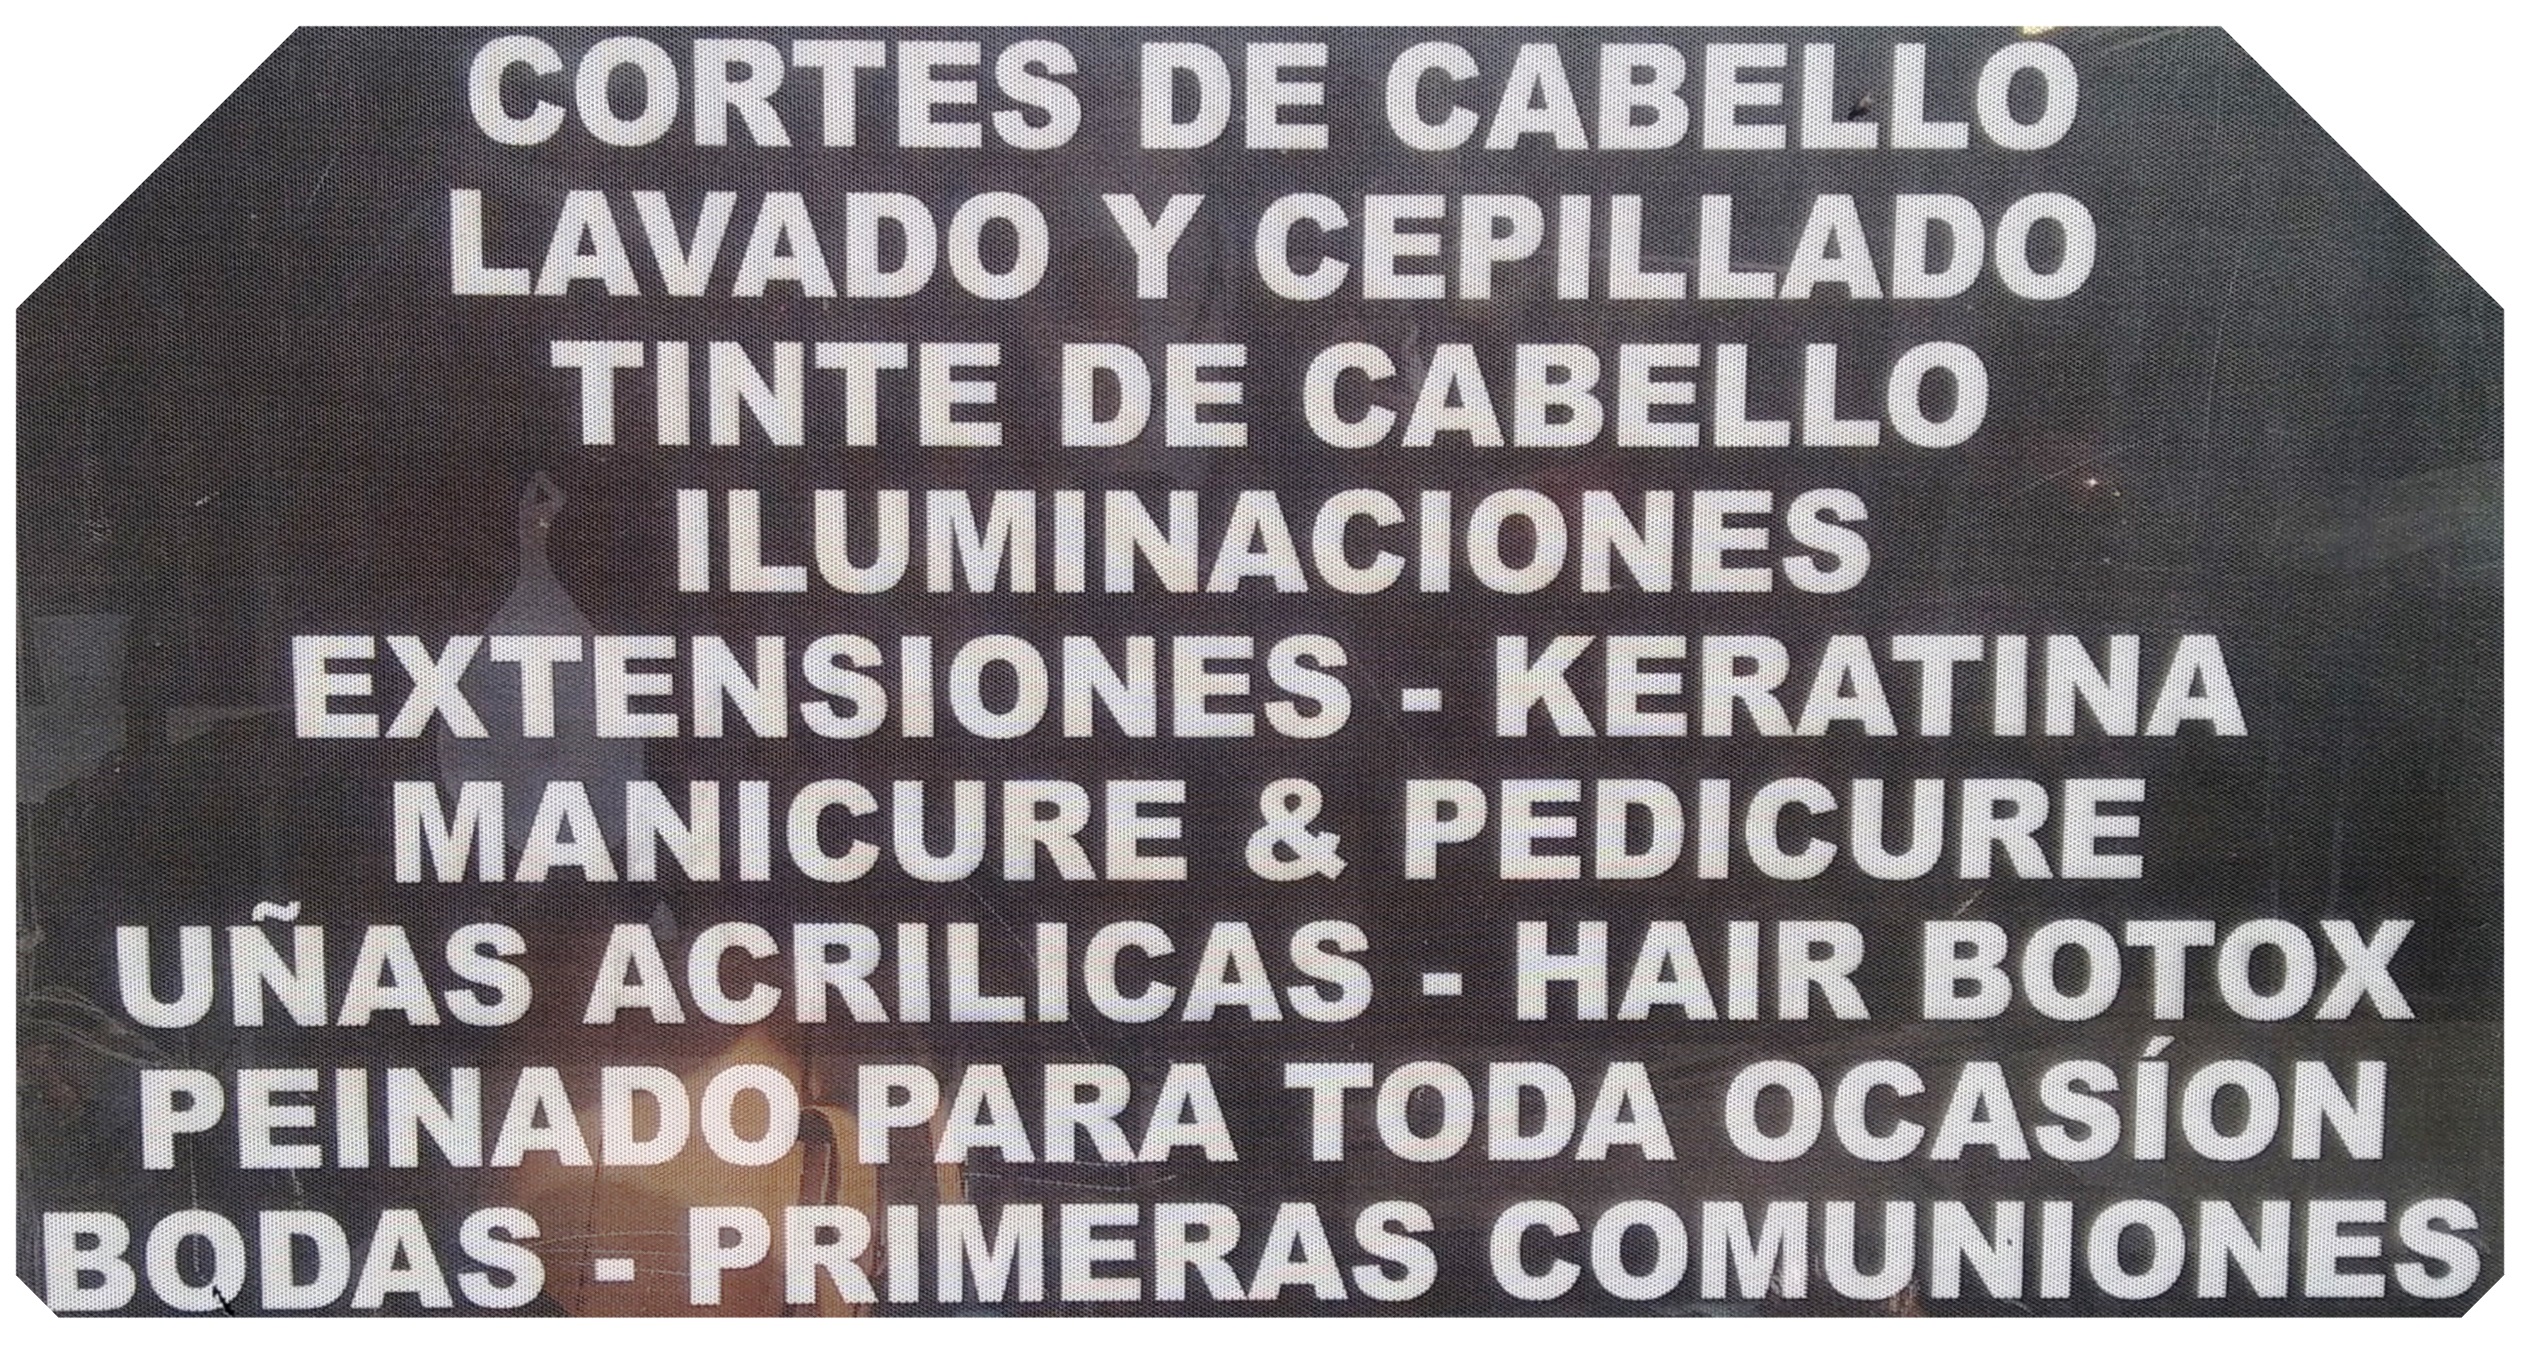 CORTES DE CABELLO
LAVADO Y CEPILLADO
TINTE DE CABELLO
ILUMINACIONES
EXTENSIONES - KERATINA
MANICURE & PEDICURE
UÑAS ACRILICAS - HAIR BOTOX
PEINADO PARA TODA OCASÍON
BODAS - PRIMERAS COMUNIONES